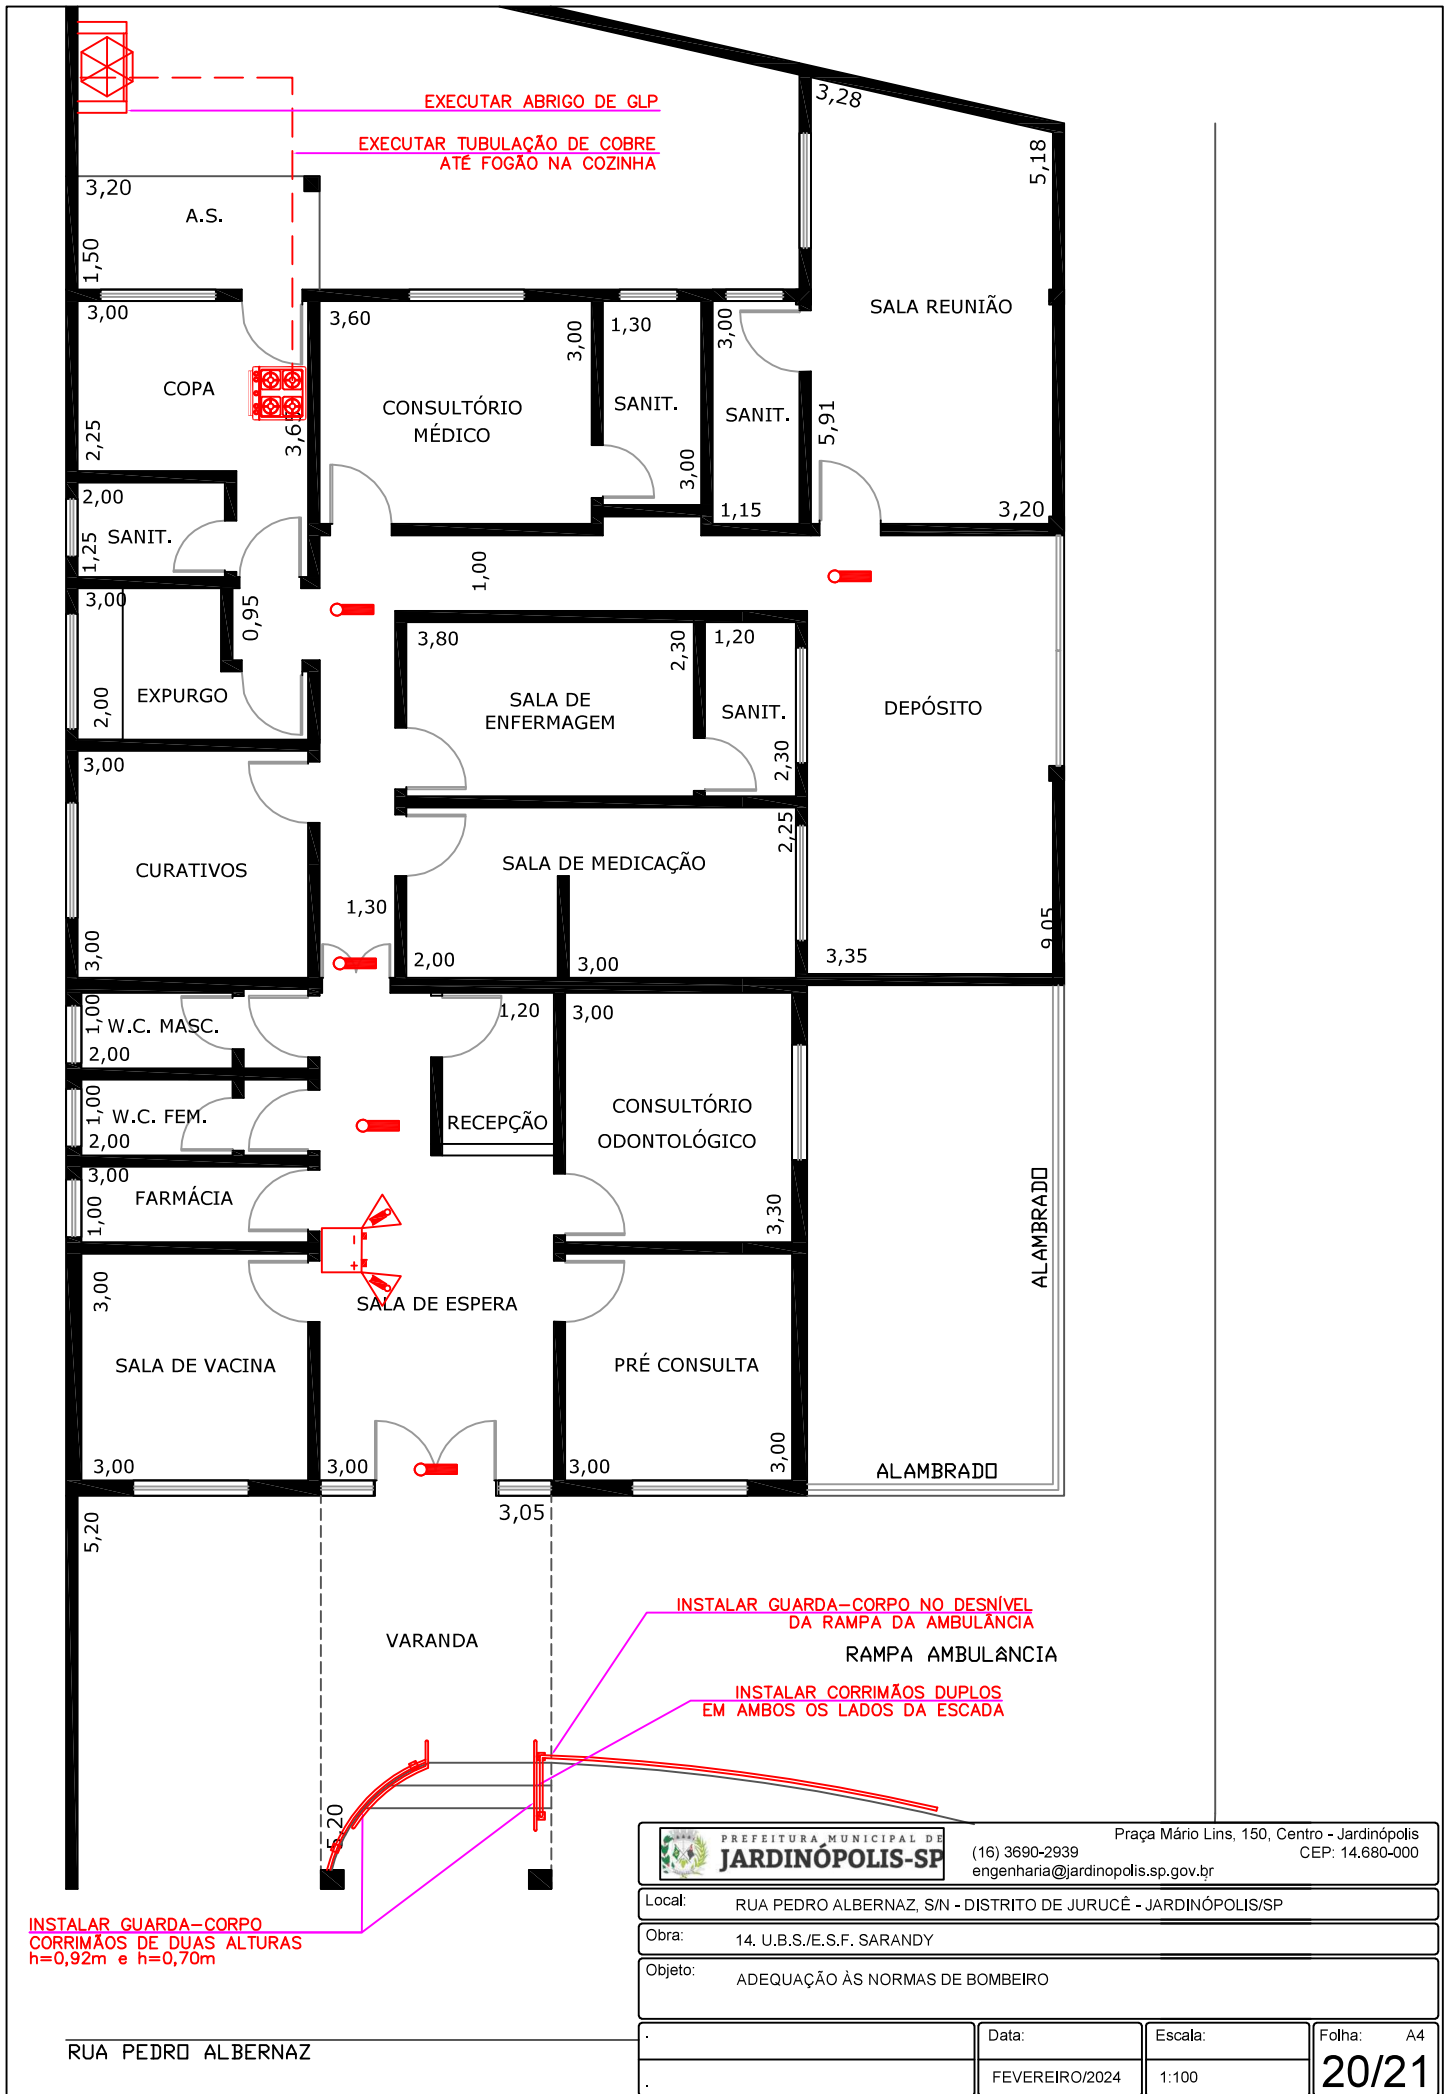 3,28
EXECUTAR ABRIGO DE GLP
EXECUTAR TUBULAÇÃO DE COBRE
ATÉ FOGÃO NA COZINHA
5,18
3,20
A.S.
1,50
3,00
3,60
3,00
1,30
3,00
SALA REUNIÃO
COPA
CONSULTÓRIO
MÉDICO
SANIT.
SANIT.
2,25
3,65
5,91
3,00
2,00
1,15
3,20
SANIT.
1,25
1,00
3,00
0,95
3,80
2,30
1,20
EXPURGO
2,00
SALA DE
ENFERMAGEM
SANIT.
DEPÓSITO
2,30
3,00
2,25
CURATIVOS
SALA DE MEDICAÇÃO
1,30
9,05
3,00
2,00
3,00
3,35
1,00
W.C. MASC.
2,00
1,20
3,00
1,00
W.C. FEM.
2,00
RECEPÇÃO
CONSULTÓRIO
ODONTOLÓGICO
3,00
FARMÁCIA
1,00
3,30
ALAMBRADO
3,00
SALA DE ESPERA
SALA DE VACINA
PRÉ CONSULTA
3,00
3,00
3,00
3,00
ALAMBRADO
3,05
5,20
INSTALAR GUARDA-CORPO NO DESNÍVEL
DA RAMPA DA AMBULÂNCIA
VARANDA
RAMPA AMBULÂNCIA
INSTALAR CORRIMÃOS DUPLOS
EM AMBOS OS LADOS DA ESCADA
5,20
INSTALAR GUARDA-CORPO
CORRIMÃOS DE DUAS ALTURAS
h=0,92m e h=0,70m
RUA PEDRO ALBERNAZ
PREFEITURA MUNICIPAL DE
JARDINÓPOLIS-SP
Praça Mário Lins, 150, Centro - Jardinópolis
(16) 3690-2939
CEP: 14.680-000
engenharia@jardinopolis.sp.gov.br
Local: RUA PEDRO ALBERNAZ, S/N - DISTRITO DE JURUCÊ - JARDINÓPOLIS/SP
Obra: 14. U.B.S./E.S.F. SARANDY
Objeto: ADEQUAÇÃO ÀS NORMAS DE BOMBEIRO
Data:
FEVEREIRO/2024
Escala:
1:100
Folha: A4
20/21